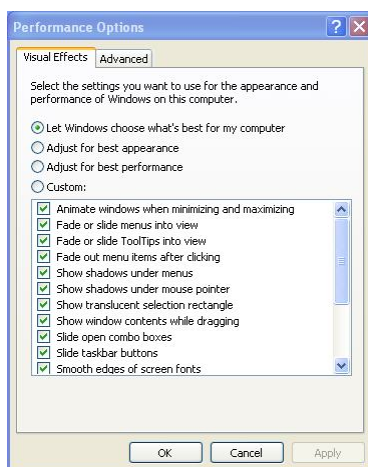 Performance Options
Visual Effects
Advanced
Select the settings you want to use for the appearance and
performance of Windows on this computer.
Let Windows choose what's best for my computer
Adjust for best appearance
Adjust for best performance
Custom:
Animate windows when minimizing and maximizing
Fade or slide menus into view
Fade or slide ToolTips into view
Fade out menu items after clicking
Show shadows under menus
Show shadows under mouse pointer
Show translucent selection rectangle
Show window contents while dragging
Slide open combo boxes
Slide taskbar buttons
Smooth edges of screen fonts
OK
Cancel
Apply